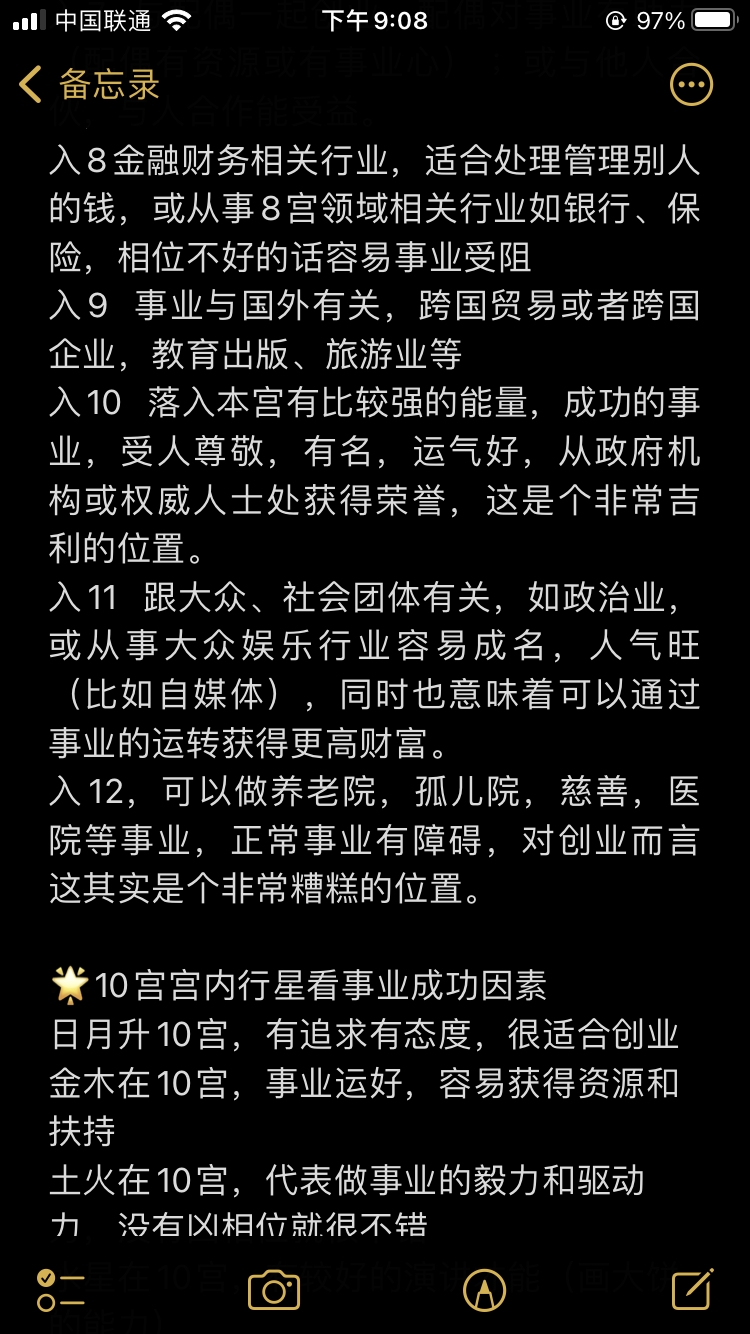 中国联通 下午9:08 97%
备忘录
入8金融财务相关行业，适合处理管理别人
的钱，或从事8宫领域相关行业如银行、保
险，相位不好的话容易事业受阻
入9 事业与国外有关，跨国贸易或者跨国
企业，教育出版、旅游业等
入10 落入本宫有比较强的能量，成功的事
业，受人尊敬，有名，运气好，从政府机
构或权威人士处获得荣誉，这是个非常吉
利的位置。
入11 跟大众、社会团体有关，如政治业，
或从事大众娱乐行业容易成名，人气旺
（比如自媒体），同时也意味着可以通过
事业的运转获得更高财富。
入12，可以做养老院，孤儿院，慈善，医
院等事业，正常事业有障碍，对创业而言
这其实是个非常糟糕的位置。
🌟10宫宫内行星看事业成功因素
日月升10宫，有追求有态度，很适合创业
金木在10宫，事业运好，容易获得资源和
扶持
土火在10宫，代表做事业的毅力和驱动
力，没有凶相位就很不错